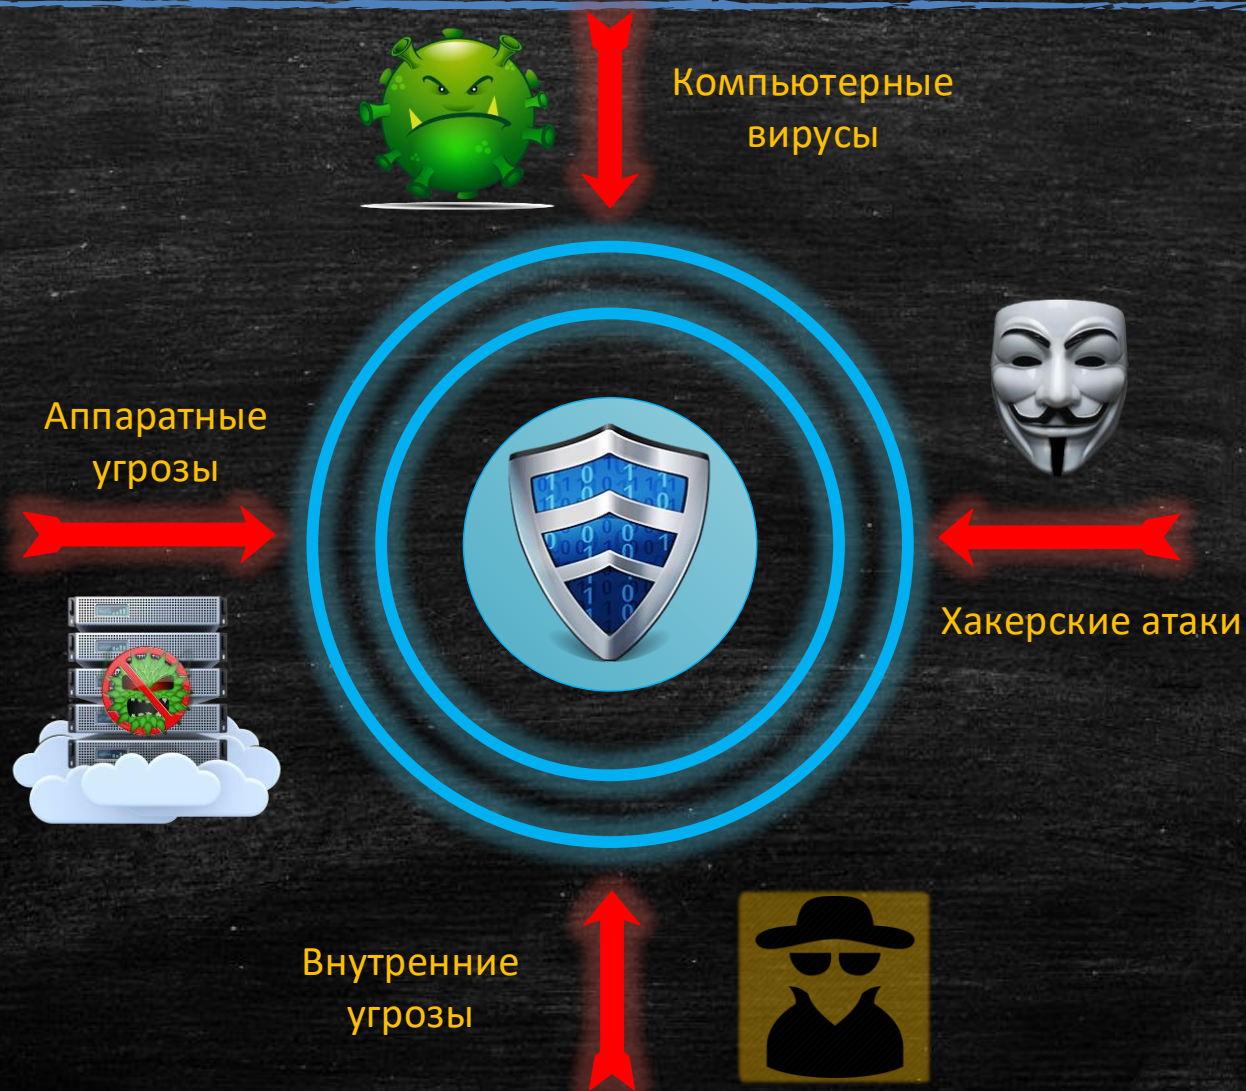 Компьютерные
вирусы
Аппаратные
угрозы
Хакерские атаки
Внутренние
угрозы